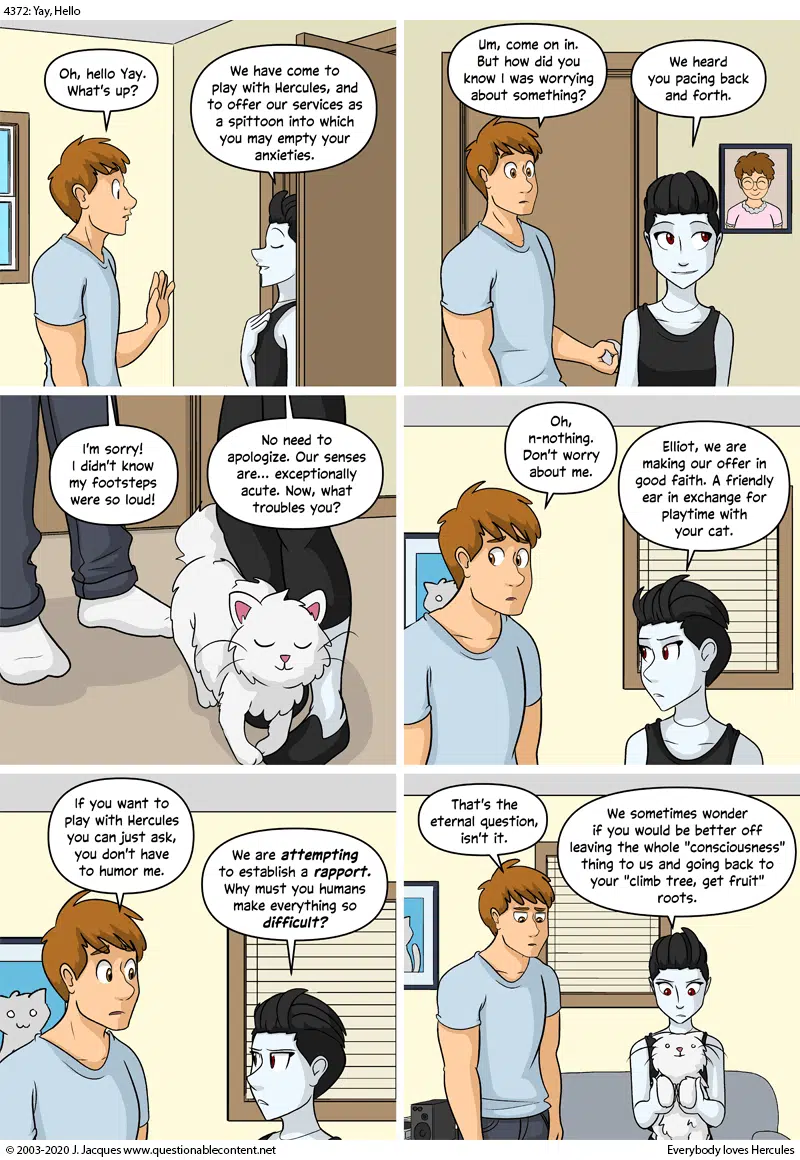 4372: Yay, Hello
Oh, hello Yay.
What's up?
We have come to
play with Hercules, and
to offer our services as
a spittoon into which
you may empty your
anxieties.
Um, come on in.
But how did you
know I was worrying
about something?
We heard
you pacing back
and forth.
I'm sorry!
I didn't know
my footsteps
were so loud!
No need to
apologize. Our senses
are... exceptionally
acute. Now, what
troubles you?
Oh,
n-nothing.
Don't worry
about me.
Elliot, we are
making our offer in
good faith. A friendly
ear in exchange for
playtime with
your cat.
If you want to
play with Hercules
you can just ask,
you don't have
to humor me.
We are attempting
to establish a rapport.
Why must you humans
make everything so
difficult?
That's the
eternal question,
isn't it.
We sometimes wonder
if you would be better off
leaving the whole "consciousness"
thing to us and going back to
your "climb tree, get fruit"
roots.
© 2003-2020 J. Jacques www.questionablecontent.net
Everybody loves Hercules